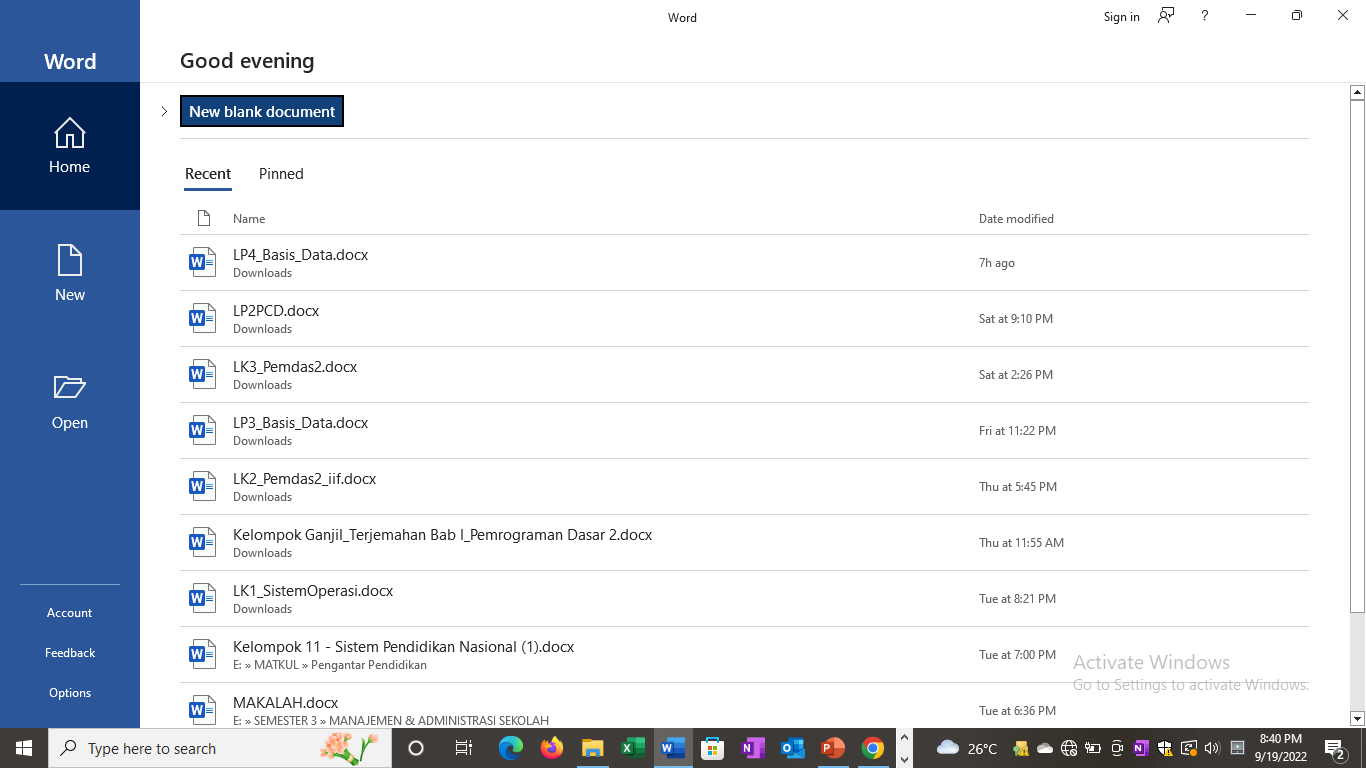 Word
Sign in
?
Word
Good evening
New blank document
Home
New
Open
Account
Feedback
Options
Recent
Pinned
Name
Date modified
LP4_Basis_Data.docx
Downloads
7h ago
LP2PCD.docx
Downloads
Sat at 9:10 PM
LK3_Pemdas2.docx
Downloads
Sat at 2:26 PM
LP3_Basis_Data.docx
Downloads
Fri at 11:22 PM
LK2_Pemdas2_iif.docx
Downloads
Thu at 5:45 PM
Kelompok Ganjil_Terjemahan Bab I_Pemrograman Dasar 2.docx
Downloads
Thu at 11:55 AM
LK1_SistemOperasi.docx
Downloads
Tue at 8:21 PM
Kelompok 11 - Sistem Pendidikan Nasional (1).docx
E: » MATKUL » Pengantar Pendidikan
Tue at 7:00 PM
MAKALAH.docx
E: » SEMESTER 3 » MANAJEMEN & ADMINISTRASI SEKOLAH
Tue at 6:36 PM
Activate Windows
Go to Settings to activate Windows.
Type here to search
26°C
8:40 PM
9/19/2022
2